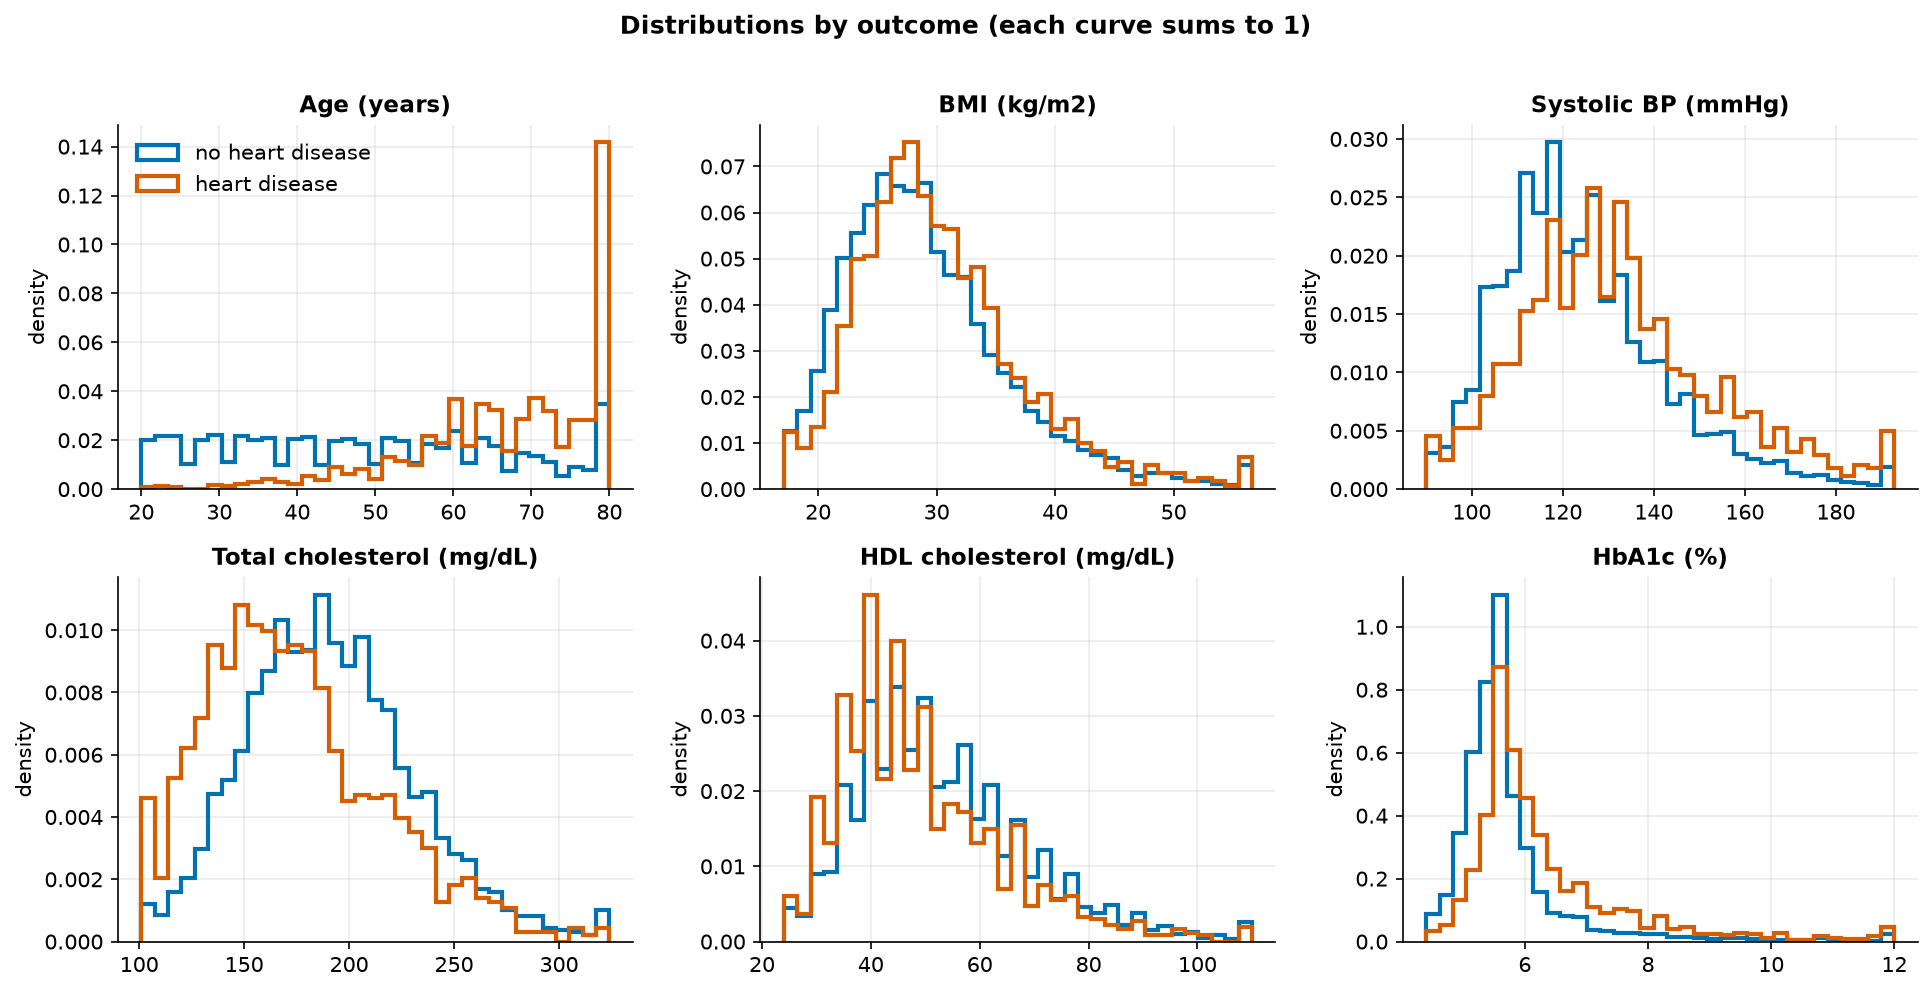 Distributions by outcome (each curve sums to 1)
Age (years)
density
0.14
0.12
0.10
0.08
0.06
0.04
0.02
0.00
no heart disease
heart disease
20 30 40 50 60 70 80
BMI (kg/m2)
density
0.07
0.06
0.05
0.04
0.03
0.02
0.01
0.00
20 30 40 50
Systolic BP (mmHg)
density
0.030
0.025
0.020
0.015
0.010
0.005
0.000
100 120 140 160 180
Total cholesterol (mg/dL)
density
0.010
0.008
0.006
0.004
0.002
0.000
100 150 200 250 300
HDL cholesterol (mg/dL)
density
0.04
0.03
0.02
0.01
0.00
20 40 60 80 100
HbA1c (%)
density
1.0
0.8
0.6
0.4
0.2
0.0
6 8 10 12